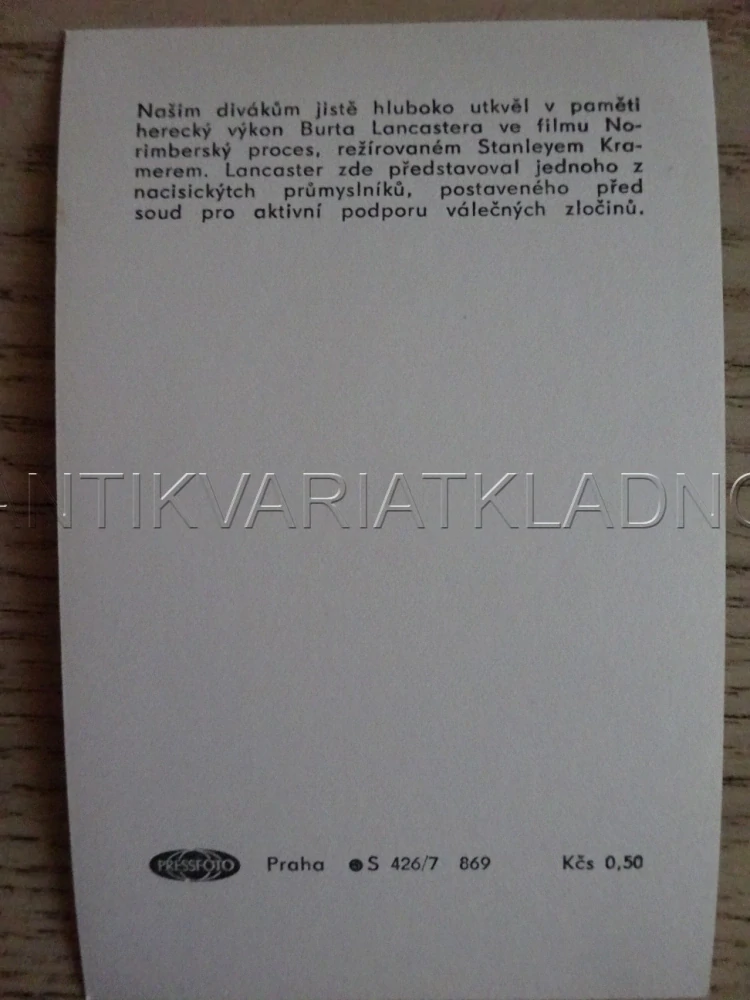 Našim divákům jistě hluboko utkvěl v paměti
herecký výkon Burta Lancastera ve filmu No-
rimberský proces, režírovaném Stanleyem Kra-
merem. Lancaster zde představoval jednoho z
nacisických průmyslníků, postaveného před
soud pro aktivní podporu válečných zločinů.
NTIKVARIATKLADNO
PRESSFOTO Praha S 426/7 869 Kčs 0,50